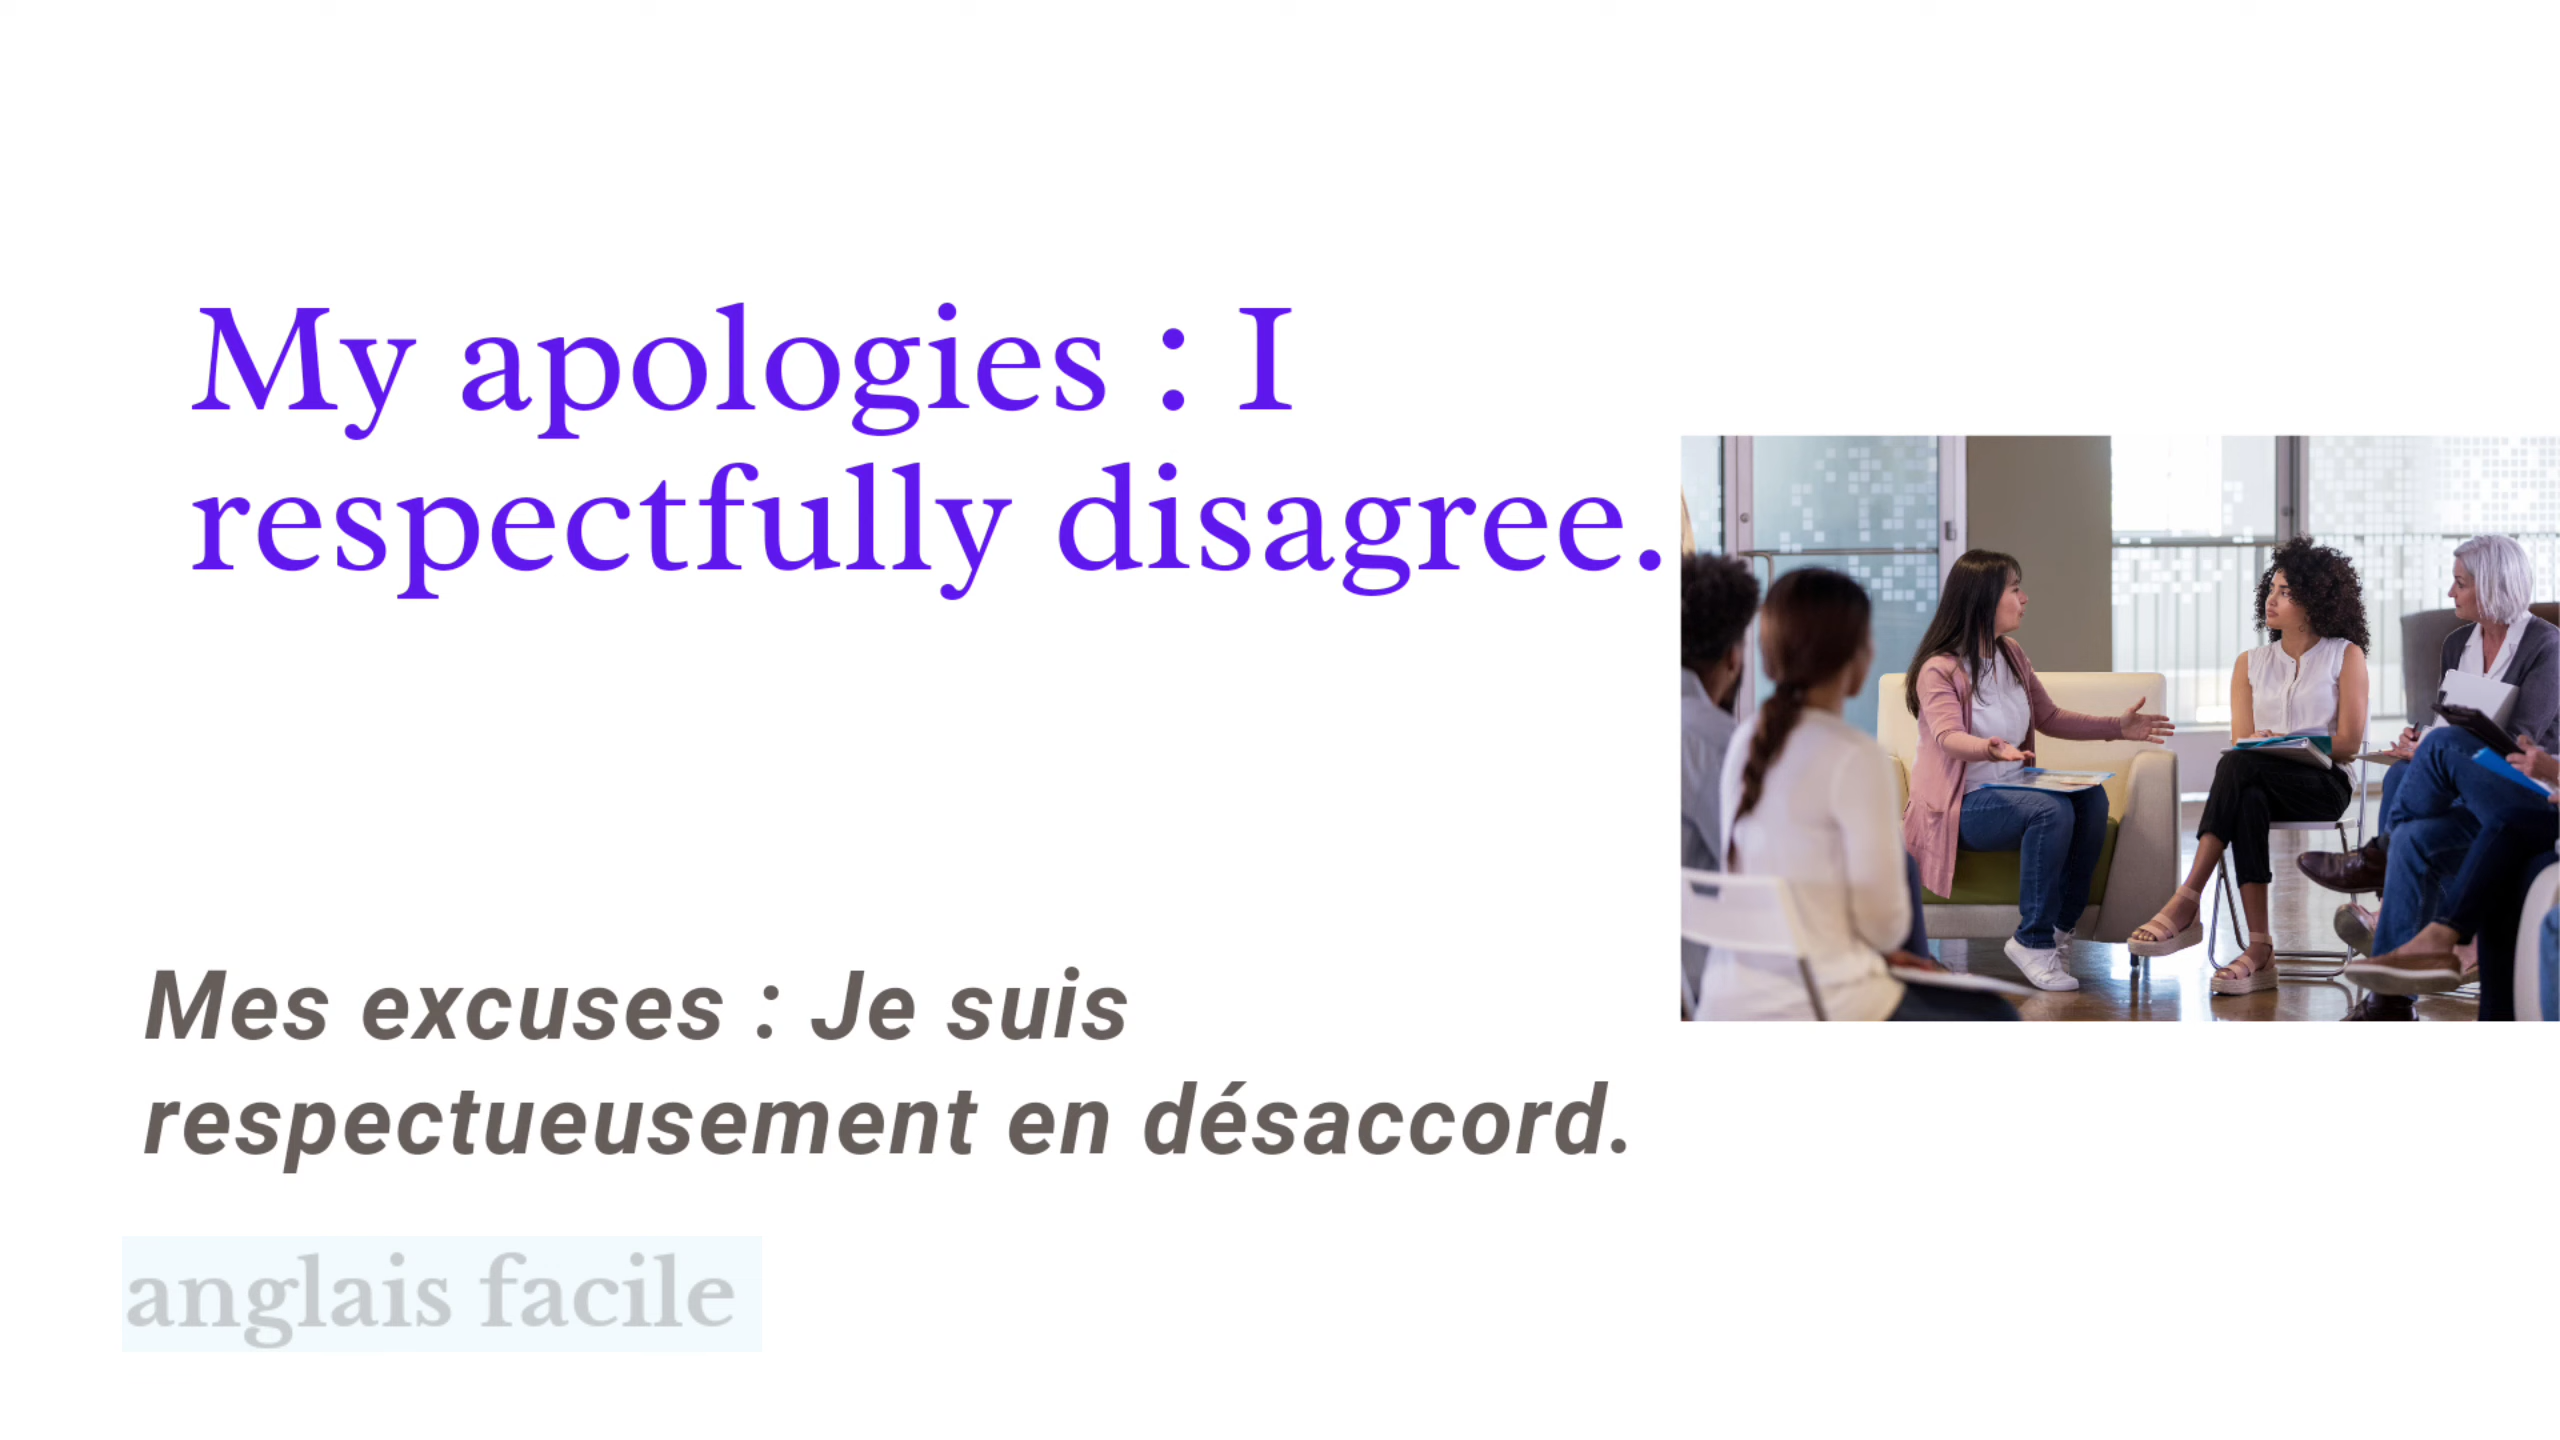 My apologies : I
respectfully disagree.
Mes excuses : Je suis
respectueusement en désaccord.
anglais facile